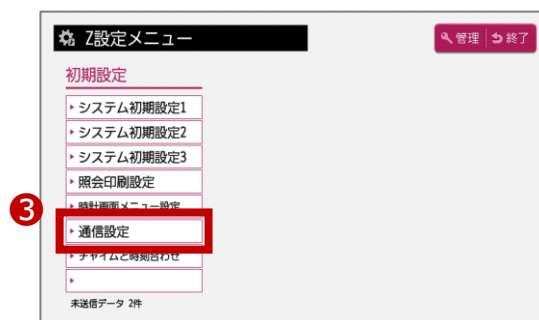 Z設定メニュー
管理 終了
初期設定
システム初期設定1
システム初期設定2
システム初期設定3
照会印刷設定
時計画面メニュー設定
3
通信設定
チャイムと時刻合わせ
未送信データ 2件